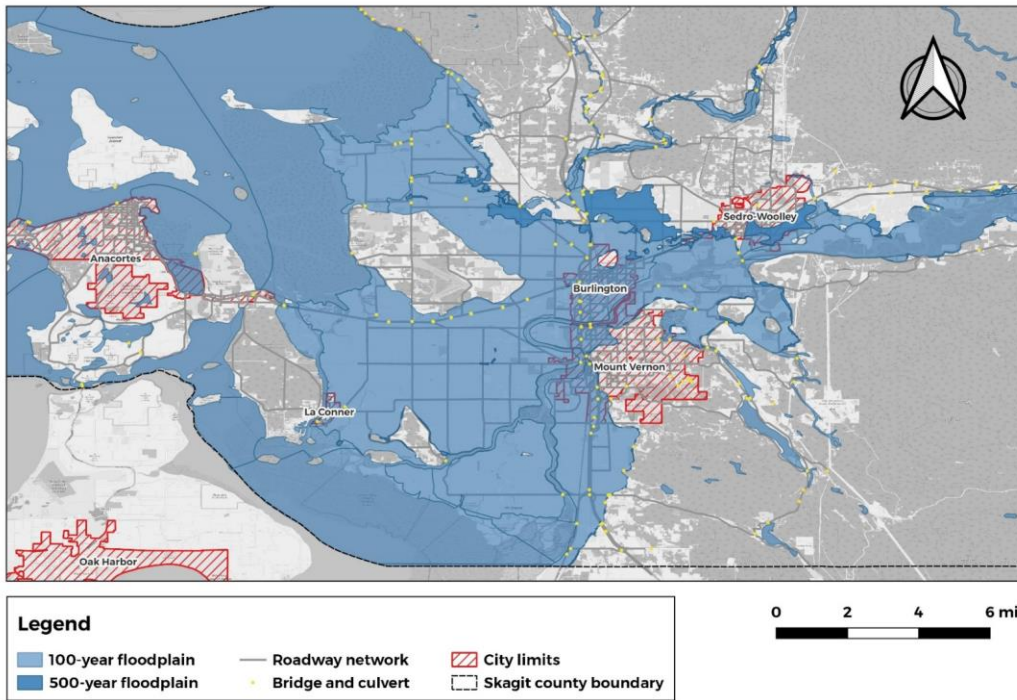 Sedro-Woolley
Anacortes
Burlington
Mount Vernon
La Conner
Oak Harbor
Legend
100-year floodplain
Roadway network
City limits
500-year floodplain
Bridge and culvert
Skagit county boundary
0 2 4 6 mi